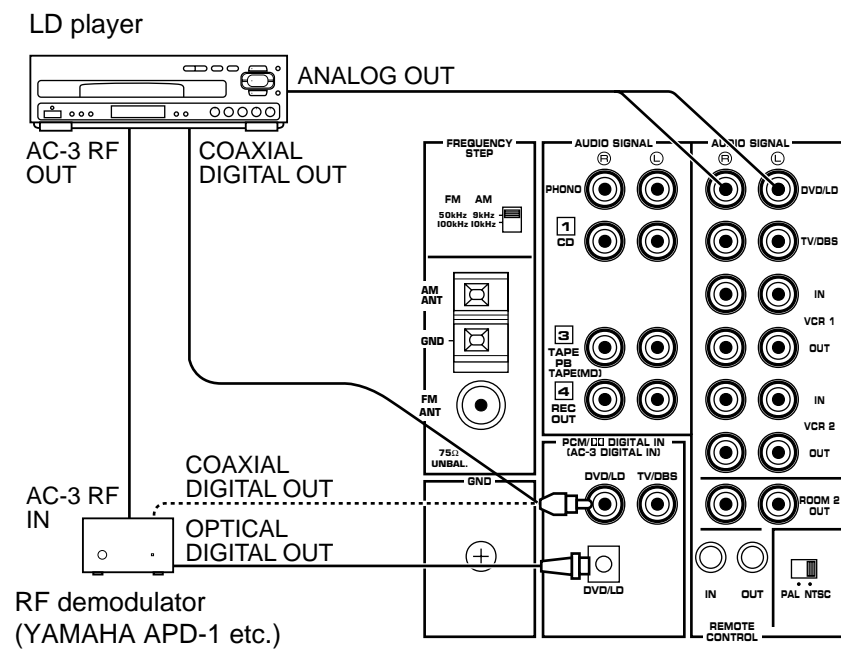 LD player
ANALOG OUT
AC-3 RF
OUT
COAXIAL
DIGITAL OUT
FREQUENCY
STEP
FM AM
50kHz 9kHz
100kHz 10kHz
AM
ANT
GND
FM
ANT
75Ω
UNBAL.
GND
AUDIO SIGNAL
R L
PHONO
1
CD
3
TAPE
PB
TAPE(MD)
4
REC
OUT
AUDIO SIGNAL
R L
DVD/LD
TV/DBS
IN
VCR 1
OUT
IN
VCR 2
OUT
ROOM 2
OUT
PCM/DD DIGITAL IN
(AC-3 DIGITAL IN)
DVD/LD TV/DBS
DVD/LD
IN OUT
REMOTE
CONTROL
PAL NTSC
COAXIAL
DIGITAL OUT
AC-3 RF
IN
OPTICAL
DIGITAL OUT
RF demodulator
(YAMAHA APD-1 etc.)